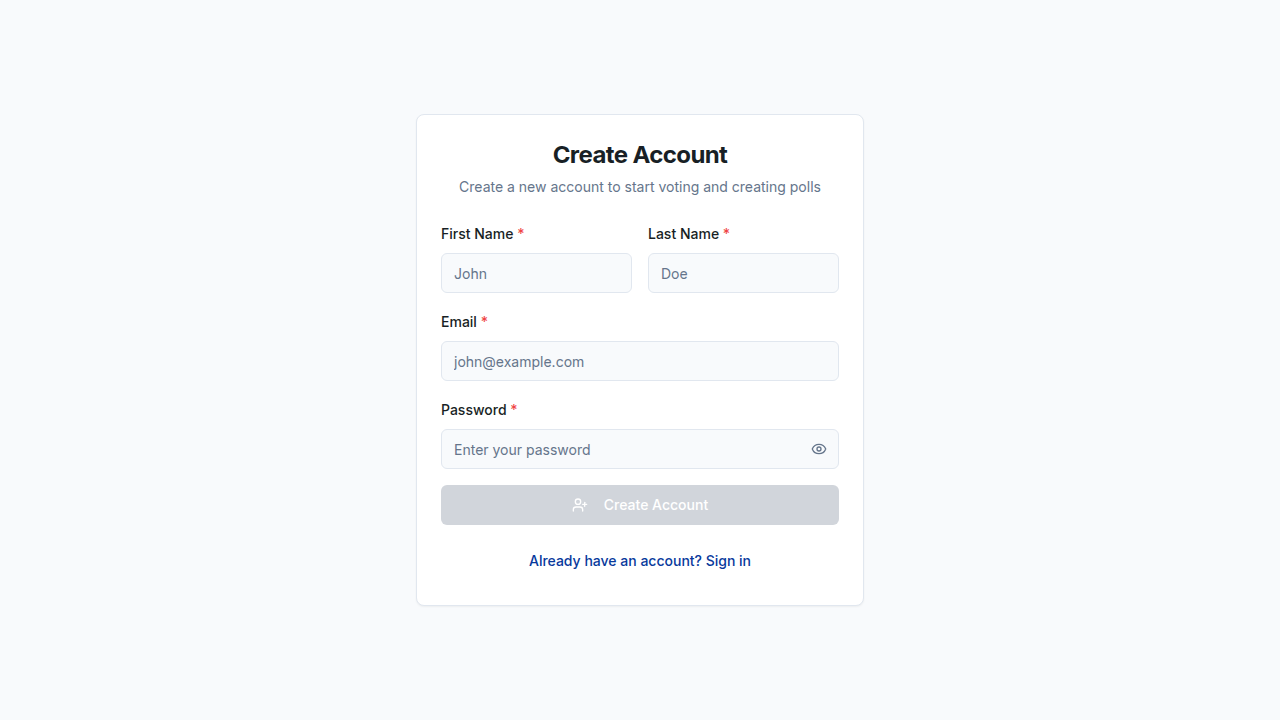 Create Account
Create a new account to start voting and creating polls
First Name * Last Name *
John Doe
Email *
john@example.com
Password *
Enter your password
Create Account
Already have an account? Sign in